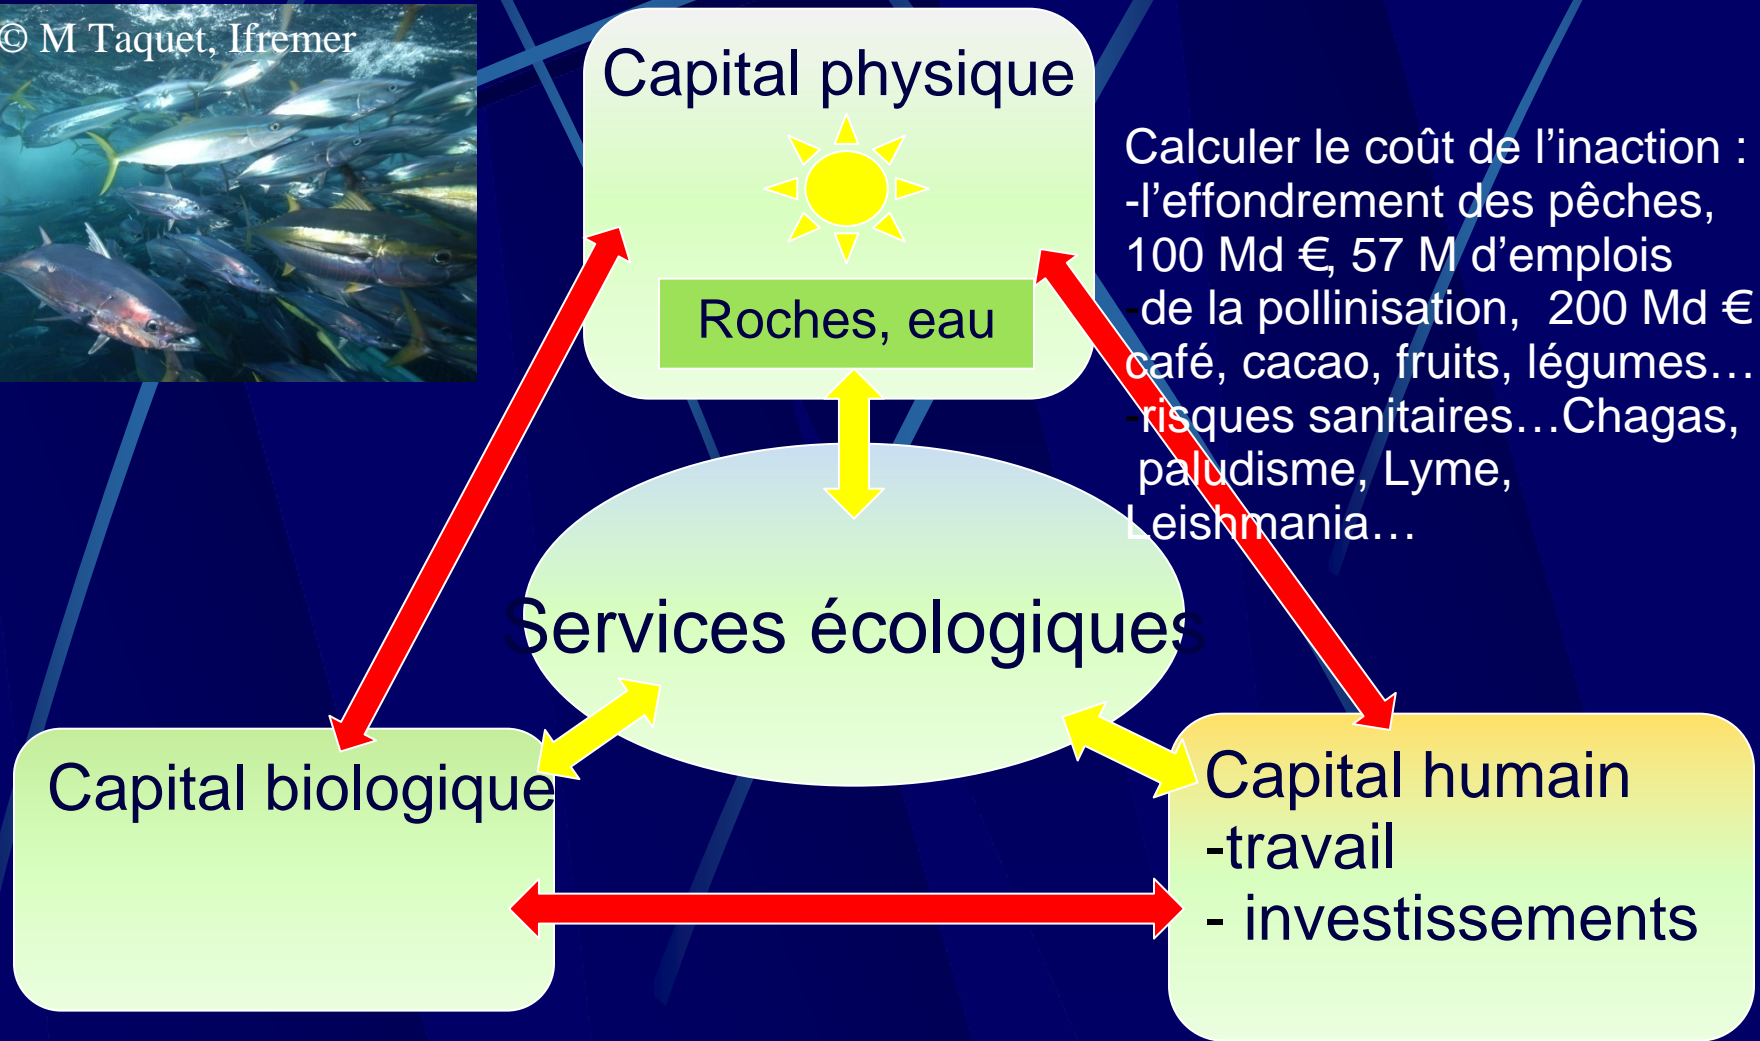 © M Taquet, Ifremer
Capital physique
Roches, eau
Calculer le coût de l’inaction :
-l’effondrement des pêches,
100 Md €, 57 M d’emplois
-de la pollinisation, 200 Md €
café, cacao, fruits, légumes…
-risques sanitaires…Chagas,
paludisme, Lyme,
Leishmania…
Services écologiques
Capital biologique
Capital humain
-travail
- investissements